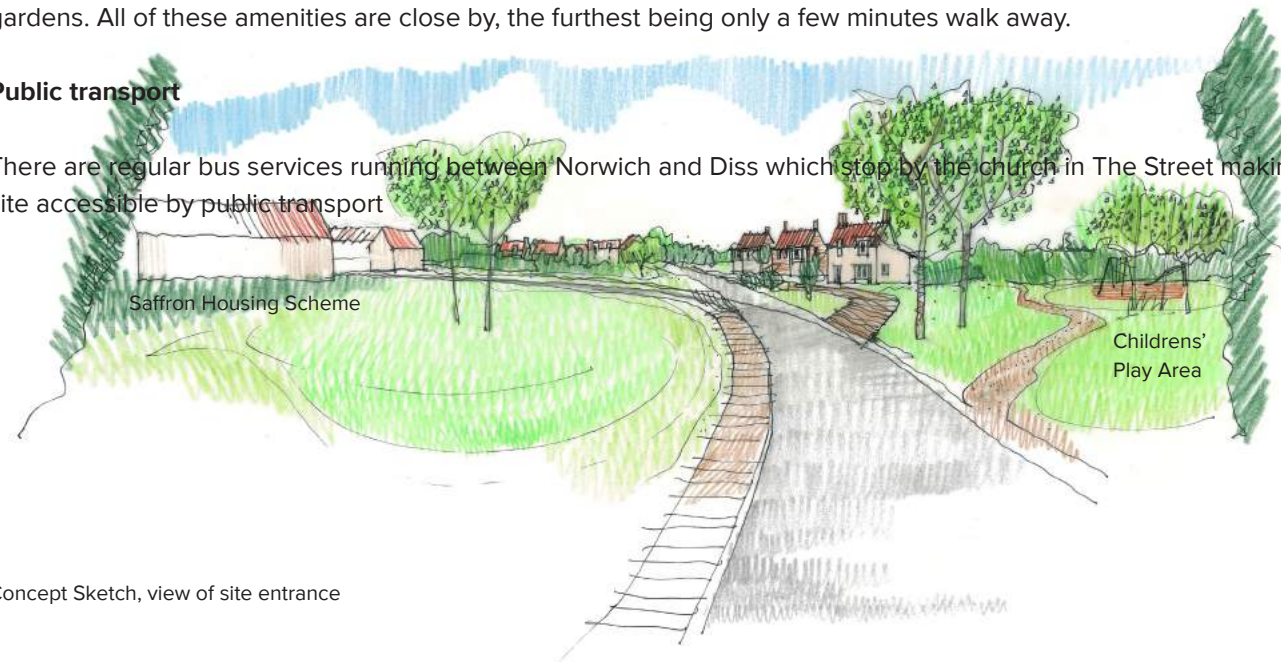 gardens. All of these amenities are close by, the furthest being only a few minutes walk away.
Public transport
There are regular bus services running between Norwich and Diss which stop by the church in The Street makin
ite accessible by public transport
Saffron Housing Scheme
Childrens'
Play Area
Concept Sketch, view of site entrance